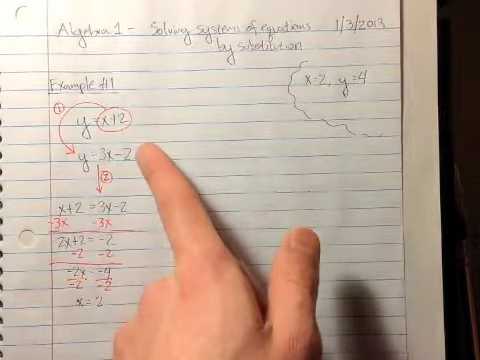 Algebra 1 - Solving systems of equations 1/3/2013
by substitution
Example #1
x=2, y=4
①
y = x+2
y = 3x-2
②
x+2 = 3x-2
-3x -3x
2x+2 = -2
-2 -2
-2x = -4
-2 -2
x = 2